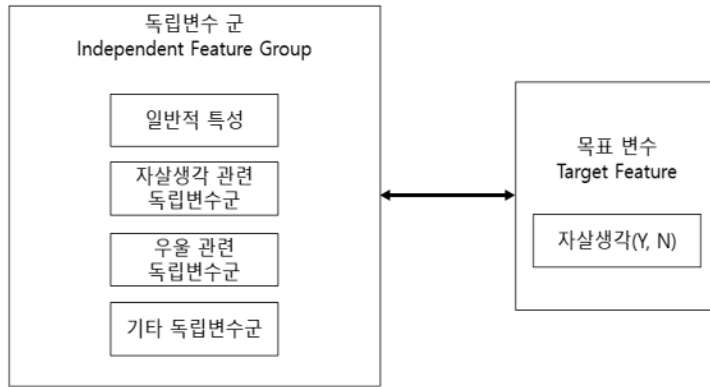 독립변수 군
Independent Feature Group
일반적 특성
자살생각 관련
독립변수군
우울 관련
독립변수군
기타 독립변수군
목표 변수
Target Feature
자살생각(Y, N)